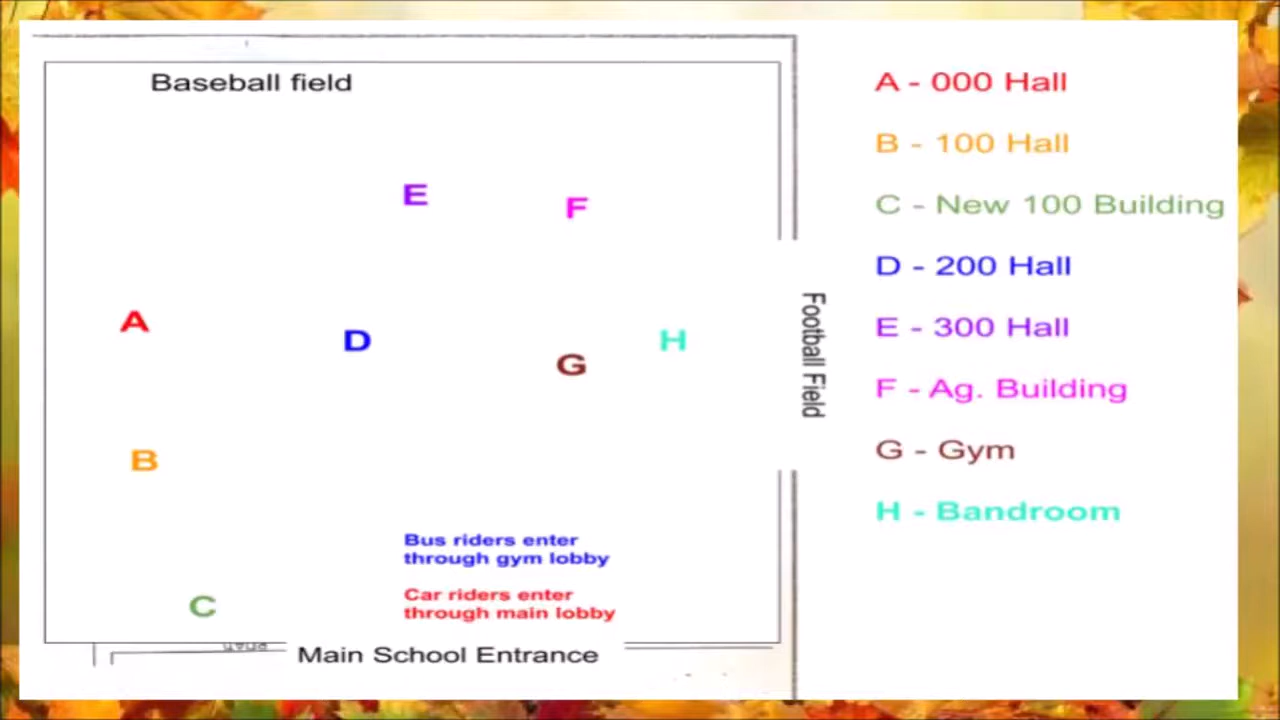 Baseball field
E
F
A
D
H
G
B
Bus riders enter
through gym lobby
Car riders enter
through main lobby
C
Main School Entrance
Football Field
A - 000 Hall
B - 100 Hall
C - New 100 Building
D - 200 Hall
E - 300 Hall
F - Ag. Building
G - Gym
H - Bandroom